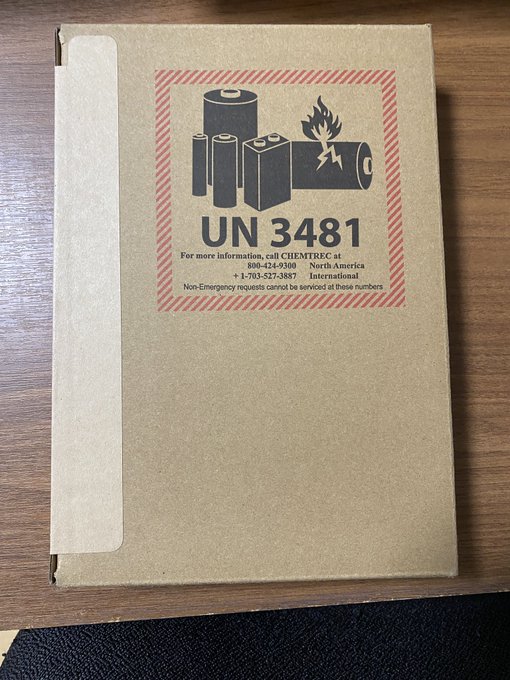 UN 3481
For more information, call CHEMTREC at
800-424-9300 North America
+ 1-703-527-3887 International
Non-Emergency requests cannot be serviced at these numbers